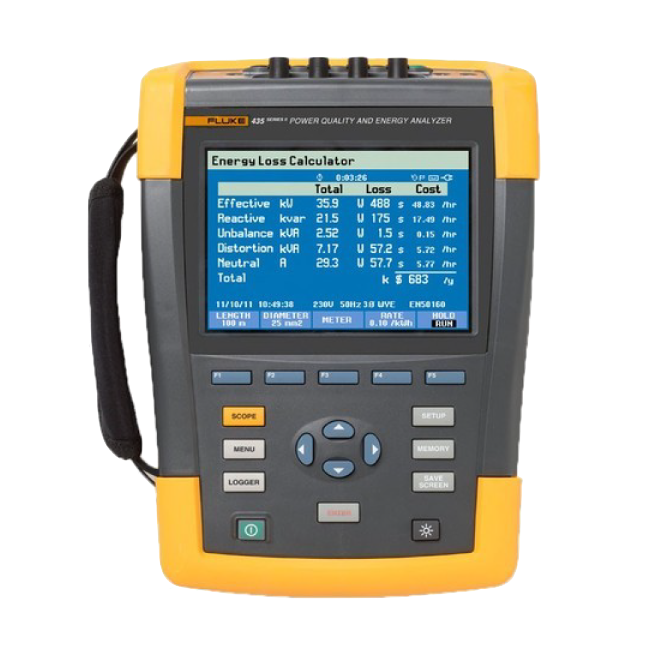 FLUKE 435 SERIES II POWER QUALITY AND ENERGY ANALYZER
Energy Loss Calculator
0:03:26
Total Loss Cost
Effective kW 35.9 W 488 $ 48.83 /hr
Reactive kvar 21.5 W 175 $ 17.49 /hr
Unbalance kVA 2.52 W 1.5 $ 0.15 /hr
Distortion kVA 7.17 W 57.2 $ 5.72 /hr
Neutral A 29.3 W 57.7 $ 5.77 /hr
Total k $ 683 /y
11/10/11 10:49:38 230V 50Hz 3Ø WYE EN50160
LENGTH DIAMETER METER RATE HOLD
100 m 25 mm2 0.10 /kWh RUN
F1 F2 F3 F4 F5
SCOPE SETUP
MENU MEMORY
LOGGER SAVE SCREEN
ENTER